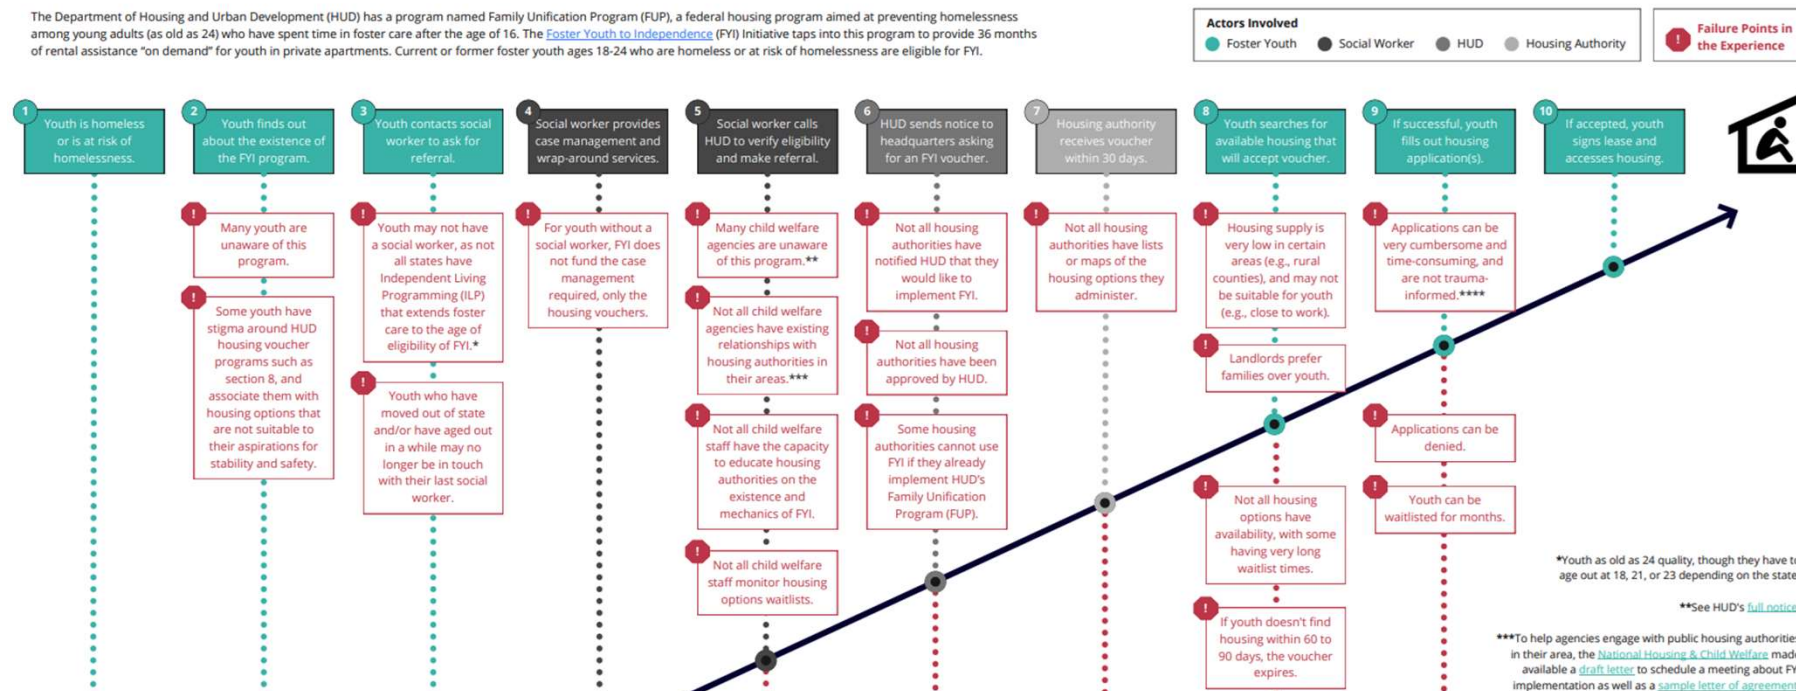 The Department of Housing and Urban Development (HUD) has a program named Family Unification Program (FUP), a federal housing program aimed at preventing homelessness
among young adults (as old as 24) who have spent time in foster care after the age of 16. The Foster Youth to Independence (FYI) Initiative taps into this program to provide 36 months
of rental assistance “on demand” for youth in private apartments. Current or former foster youth ages 18-24 who are homeless or at risk of homelessness are eligible for FYI.
Actors Involved
Foster Youth
Social Worker
HUD
Housing Authority
!
Failure Points in
the Experience
1
Youth is homeless
or is at risk of
homelessness.
2
Youth finds out
about the existence of
the FYI program.
!
Many youth are
unaware of this
program.
!
Some youth have
stigma around HUD
housing voucher
programs such as
section 8, and
associate them with
housing options that
are not suitable to
their aspirations for
stability and safety.
3
Youth contacts social
worker to ask for
referral.
!
Youth may not have
a social worker, as not
all states have
Independent Living
Programming (ILP)
that extends foster
care to the age of
eligibility of FYI.*
!
Youth who have
moved out of state
and/or have aged out
in a while may no
longer be in touch
with their last social
worker.
4
Social worker provides
case management and
wrap-around services.
!
For youth without a
social worker, FYI does
not fund the case
management
required, only the
housing vouchers.
5
Social worker calls
HUD to verify eligibility
and make referral.
!
Many child welfare
agencies are unaware
of this program.**
!
Not all child welfare
agencies have existing
relationships with
housing authorities in
their areas.***
!
Not all child welfare
staff have the capacity
to educate housing
authorities on the
existence and
mechanics of FYI.
!
Not all child welfare
staff monitor housing
options waitlists.
6
HUD sends notice to
headquarters asking
for an FYI voucher.
!
Not all housing
authorities have
notified HUD that they
would like to
implement FYI.
!
Not all housing
authorities have been
approved by HUD.
!
Some housing
authorities cannot use
FYI if they already
implement HUD’s
Family Unification
Program (FUP).
7
Housing authority
receives voucher
within 30 days.
!
Not all housing
authorities have lists
or maps of the
housing options they
administer.
8
Youth searches for
available housing that
will accept voucher.
!
Housing supply is
very low in certain
areas (e.g., rural
counties), and may not
be suitable for youth
(e.g., close to work).
!
Landlords prefer
families over youth.
!
Not all housing
options have
availability, with some
having very long
waitlist times.
!
If youth doesn’t find
housing within 60 to
90 days, the voucher
expires.
9
If successful, youth
fills out housing
application(s).
!
Applications can be
very cumbersome and
time-consuming, and
are not trauma-
informed.****
!
Applications can be
denied.
!
Youth can be
waitlisted for months.
10
If accepted, youth
signs lease and
accesses housing.
*Youth as old as 24 quality, though they have to
age out at 18, 21, or 23 depending on the state
**See HUD’s full notice
***To help agencies engage with public housing authorities
in their area, the National Housing & Child Welfare made
available a draft letter to schedule a meeting about FY
implementation as well as a sample letter of agreement